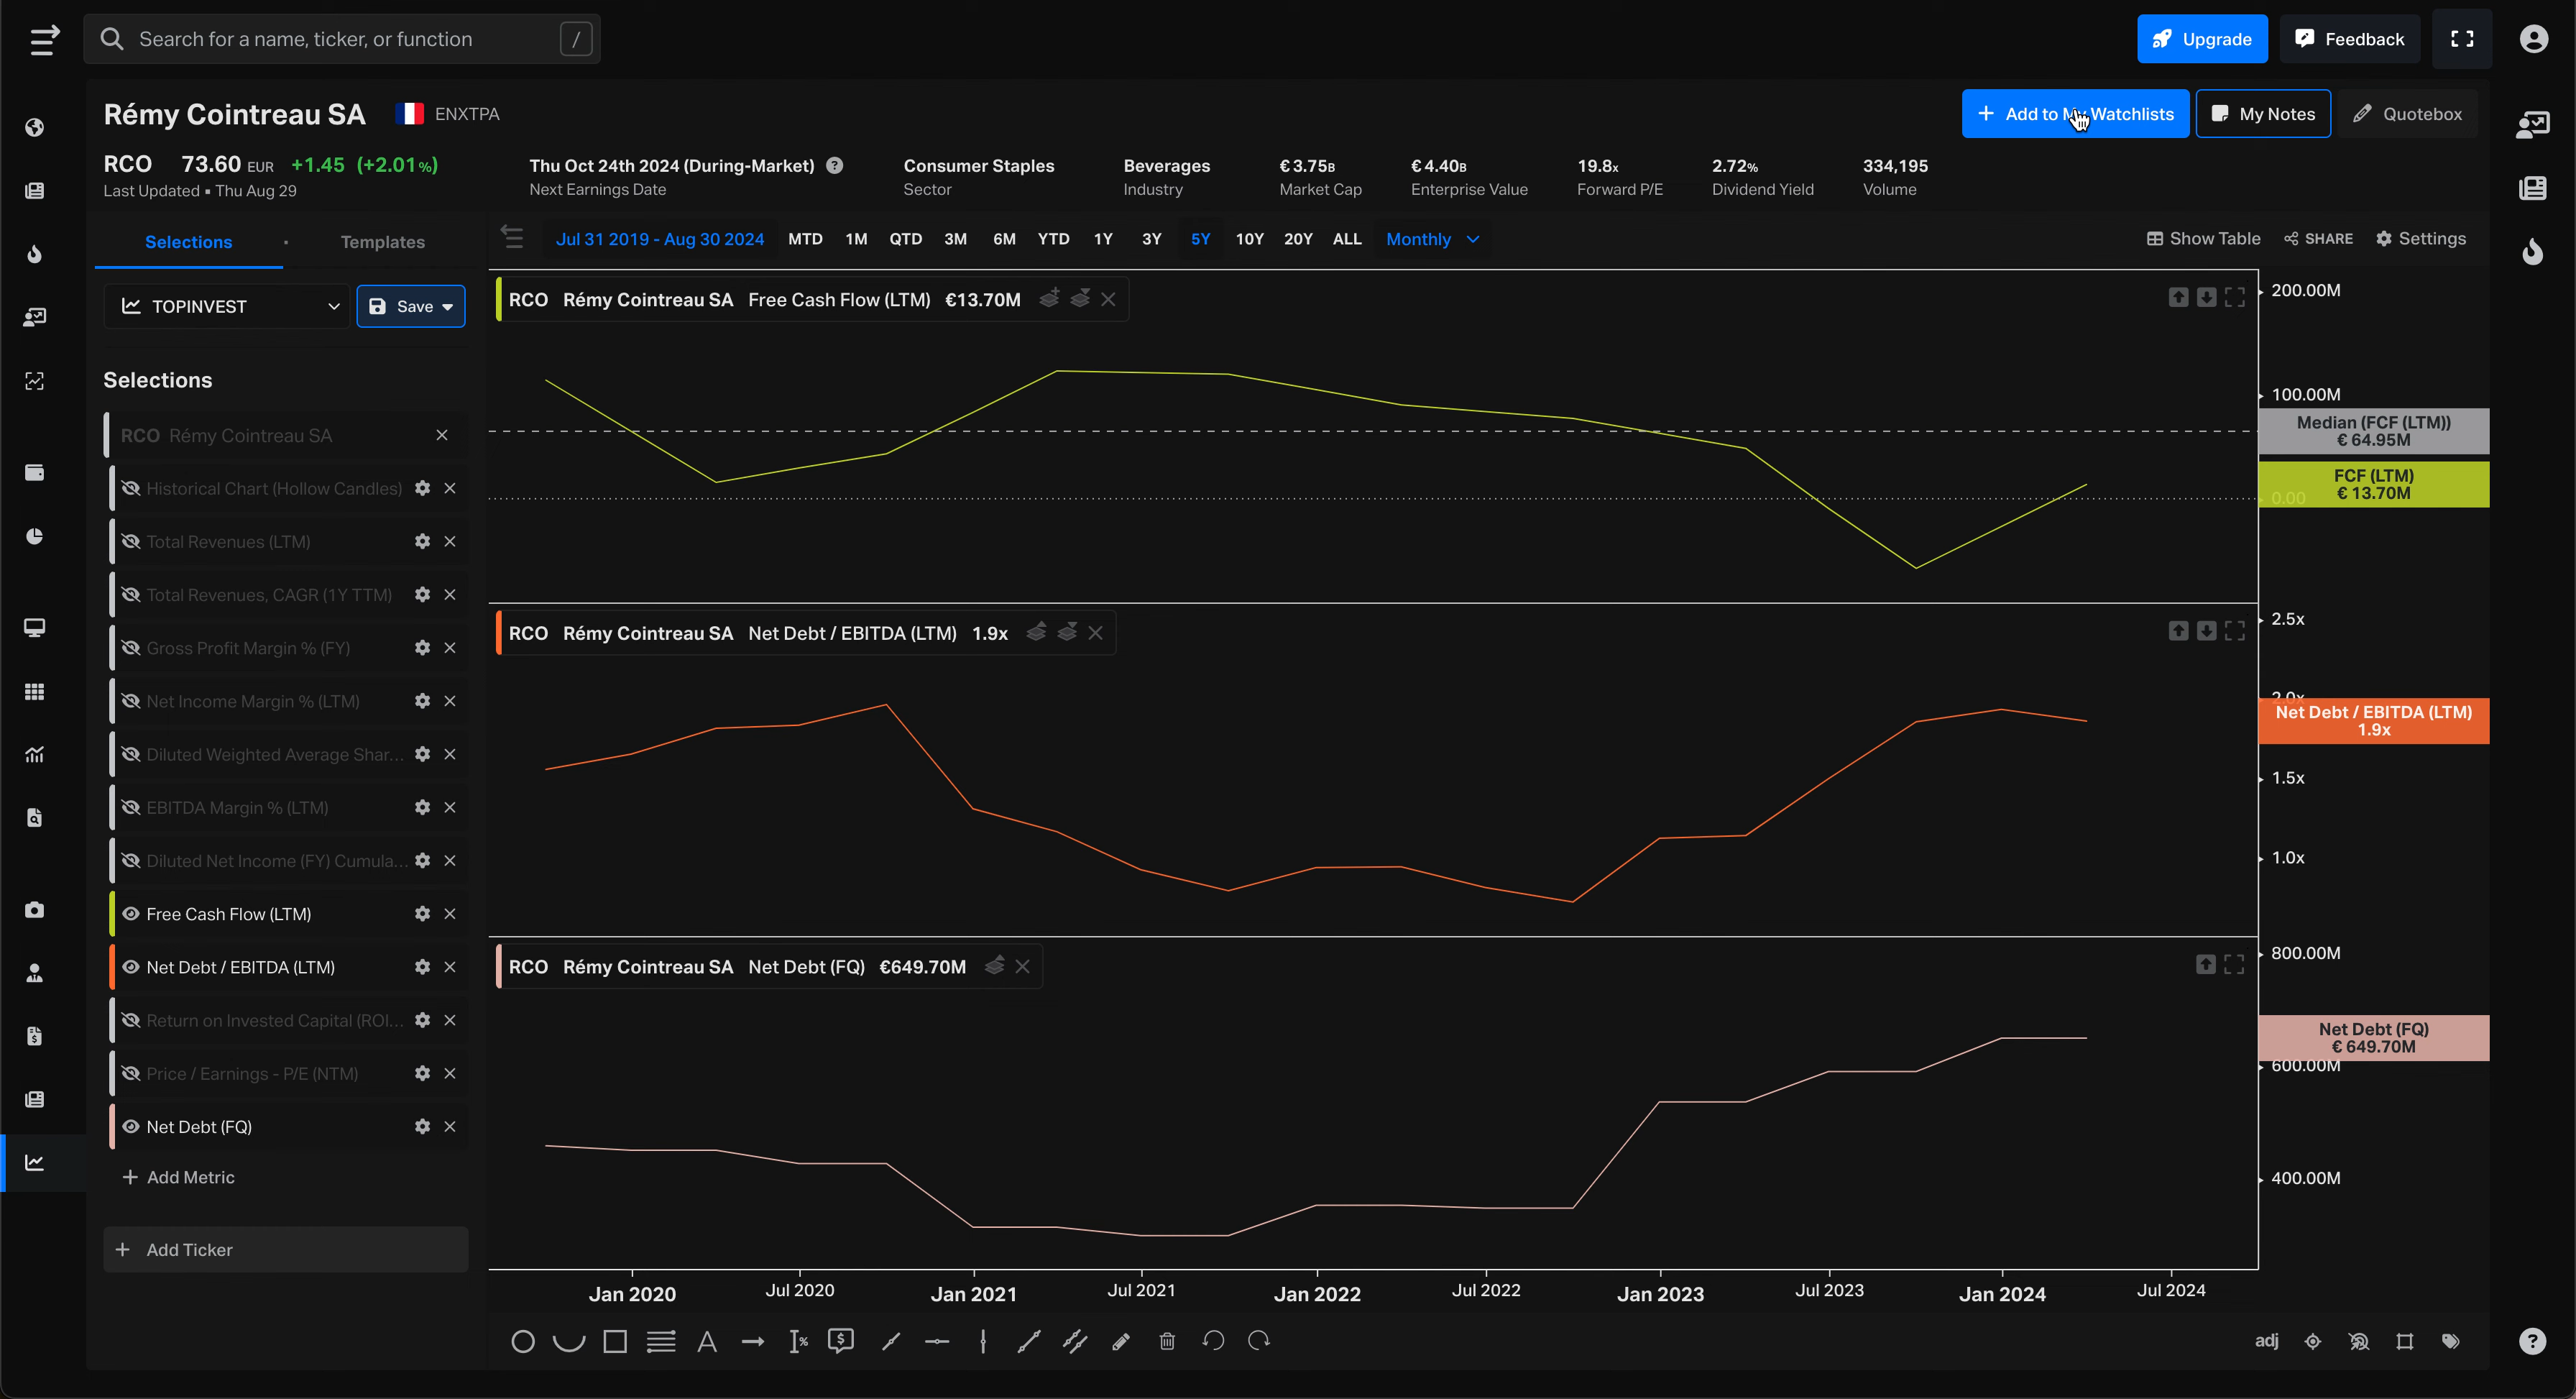 Search for a name, ticker, or function
/
Upgrade
Feedback
Rémy Cointreau SA
ENXTPA
Add to My Watchlists
My Notes
Quotebox
RCO 73.60 EUR +1.45 (+2.01%)
Last Updated ▪ Thu Aug 29
Thu Oct 24th 2024 (During-Market) ?
Next Earnings Date
Consumer Staples
Sector
Beverages
Industry
€3.75B
Market Cap
€4.40B
Enterprise Value
19.8x
Forward P/E
2.72%
Dividend Yield
334,195
Volume
Selections
Templates
Jul 31 2019 - Aug 30 2024 MTD 1M QTD 3M 6M YTD 1Y 3Y 5Y 10Y 20Y ALL Monthly
Show Table SHARE Settings
TOPINVEST
Save
Selections
RCO Rémy Cointreau SA
Historical Chart (Hollow Candles)
Total Revenues (LTM)
Total Revenues, CAGR (1Y TTM)
Gross Profit Margin % (FY)
Net Income Margin % (LTM)
Diluted Weighted Average Shar...
EBITDA Margin % (LTM)
Diluted Net Income (FY) Cumula...
Free Cash Flow (LTM)
Net Debt / EBITDA (LTM)
Return on Invested Capital (ROI...
Price / Earnings - P/E (NTM)
Net Debt (FQ)
+ Add Metric
+ Add Ticker
RCO Rémy Cointreau SA Free Cash Flow (LTM) €13.70M
200.00M
100.00M
Median (FCF (LTM))
€ 64.95M
FCF (LTM)
€ 13.70M
0.00
RCO Rémy Cointreau SA Net Debt / EBITDA (LTM) 1.9x
2.5x
2.0x
Net Debt / EBITDA (LTM)
1.9x
1.5x
1.0x
RCO Rémy Cointreau SA Net Debt (FQ) €649.70M
800.00M
Net Debt (FQ)
€ 649.70M
600.00M
400.00M
Jan 2020 Jul 2020 Jan 2021 Jul 2021 Jan 2022 Jul 2022 Jan 2023 Jul 2023 Jan 2024 Jul 2024
adj